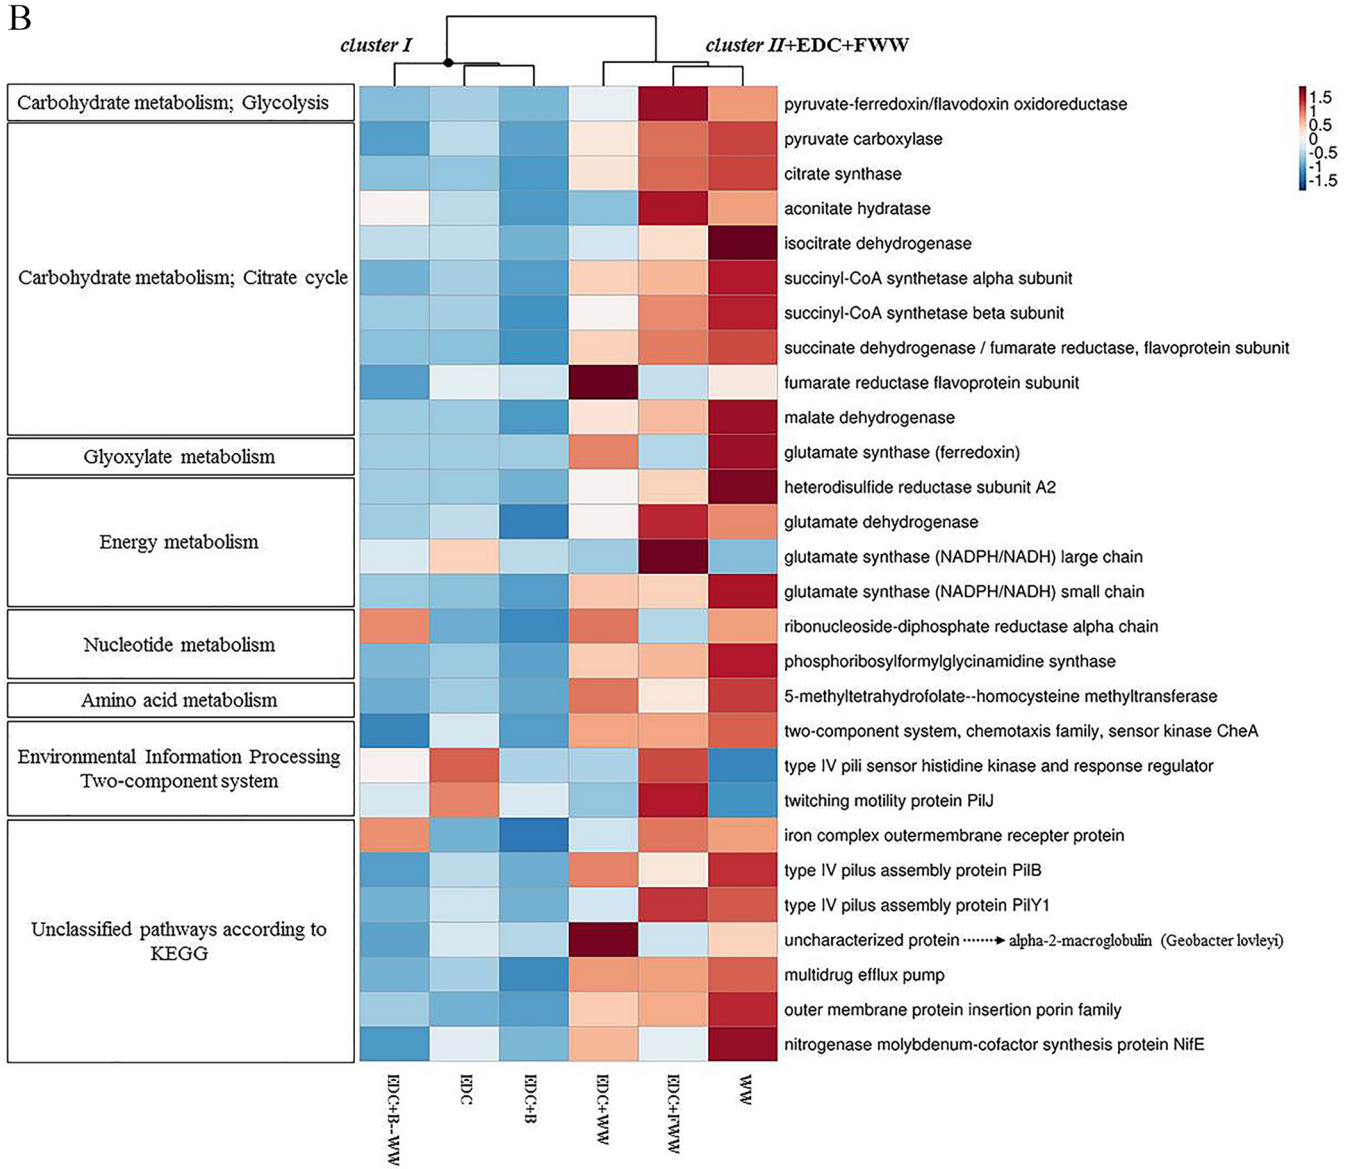 B
cluster I
cluster II+EDC+FWW
Carbohydrate metabolism; Glycolysis
Carbohydrate metabolism; Citrate cycle
Glyoxylate metabolism
Energy metabolism
Nucleotide metabolism
Amino acid metabolism
Environmental Information Processing
Two-component system
Unclassified pathways according to
KEGG
pyruvate-ferredoxin/flavodoxin oxidoreductase
pyruvate carboxylase
citrate synthase
aconitate hydratase
isocitrate dehydrogenase
succinyl-CoA synthetase alpha subunit
succinyl-CoA synthetase beta subunit
succinate dehydrogenase / fumarate reductase, flavoprotein subunit
fumarate reductase flavoprotein subunit
malate dehydrogenase
glutamate synthase (ferredoxin)
heterodisulfide reductase subunit A2
glutamate dehydrogenase
glutamate synthase (NADPH/NADH) large chain
glutamate synthase (NADPH/NADH) small chain
ribonucleoside-diphosphate reductase alpha chain
phosphoribosylformylglycinamidine synthase
5-methyltetrahydrofolate--homocysteine methyltransferase
two-component system, chemotaxis family, sensor kinase CheA
type IV pili sensor histidine kinase and response regulator
twitching motility protein PilJ
iron complex outermembrane recepter protein
type IV pilus assembly protein PilB
type IV pilus assembly protein PilY1
uncharacterized protein alpha-2-macroglobulin (Geobacter lovleyi)
multidrug efflux pump
outer membrane protein insertion porin family
nitrogenase molybdenum-cofactor synthesis protein NifE
1.5
1
0.5
0
-0.5
-1
-1.5
EDC+B--WW
EDC
EDC+B
EDC+WW
EDC+FWW
WW